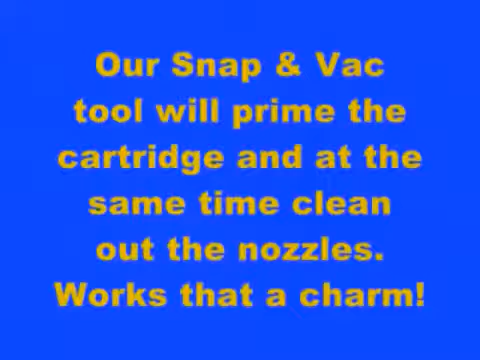 Our Snap & Vac
tool will prime the
cartridge and at the
same time clean
out the nozzles.
Works that a charm!